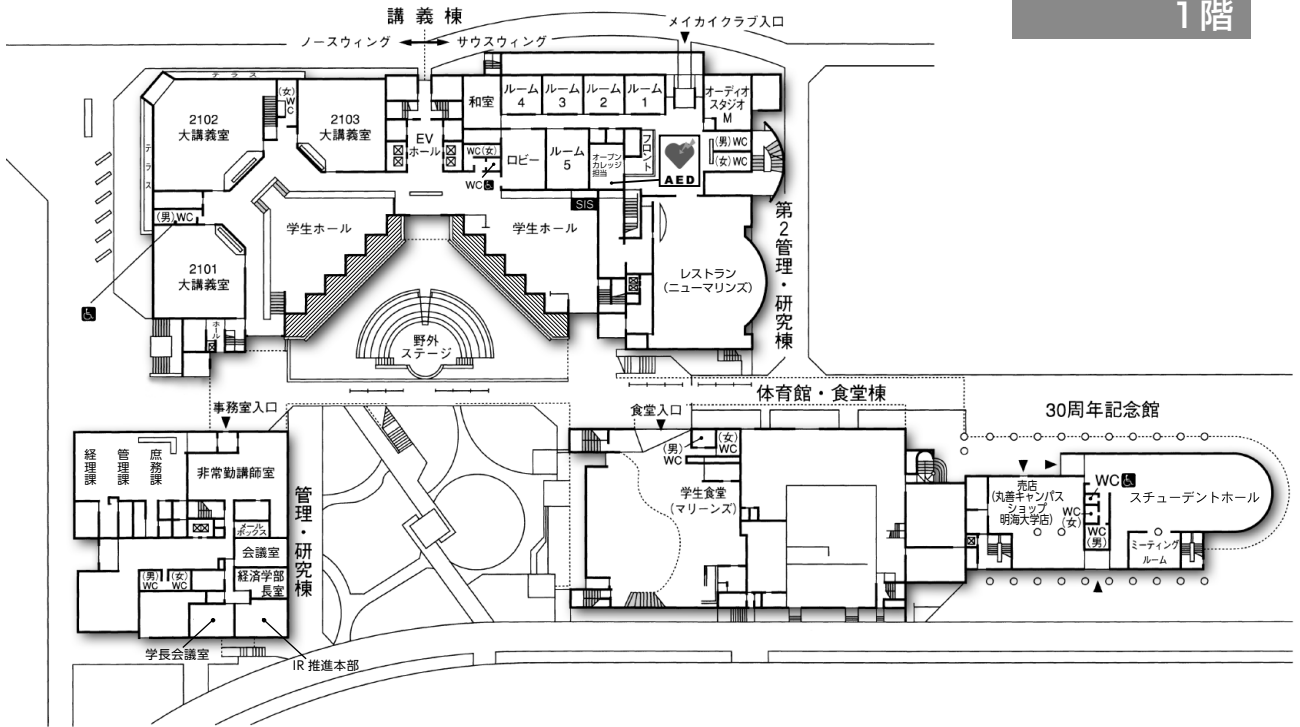 1階
講義棟
メイカイクラブ入口
ノースウィング
サウスウィング
テラス
(女)
WC
2102
大講義室
2103
大講義室
EV
ホール
和室
ルーム
4
ルーム
3
ルーム
2
ルーム
1
オーディオ
スタジオ
M
テラス
WC(女)
WC
ロビー
ルーム
5
オープン
カレッジ
担当
フロント
AED
(男)WC
(女)WC
SIS
(男)WC
学生ホール
学生ホール
第2管理・研究棟
2101
大講義室
レストラン
(ニューマリンズ)
ホール
野外
ステージ
体育館・食堂棟
事務室入口
食堂入口
30周年記念館
経理課
管理課
庶務課
非常勤講師室
(男)
WC
(女)
WC
学生食堂
(マリーンズ)
管理・研究棟
メール
ボックス
会議室
経済学部
長室
(男)
WC
(女)
WC
学長会議室
IR推進本部
売店
(丸善キャンパス
ショップ
明海大学店)
WC
WC
(女)
WC
(男)
スチューデントホール
ミーティング
ルーム